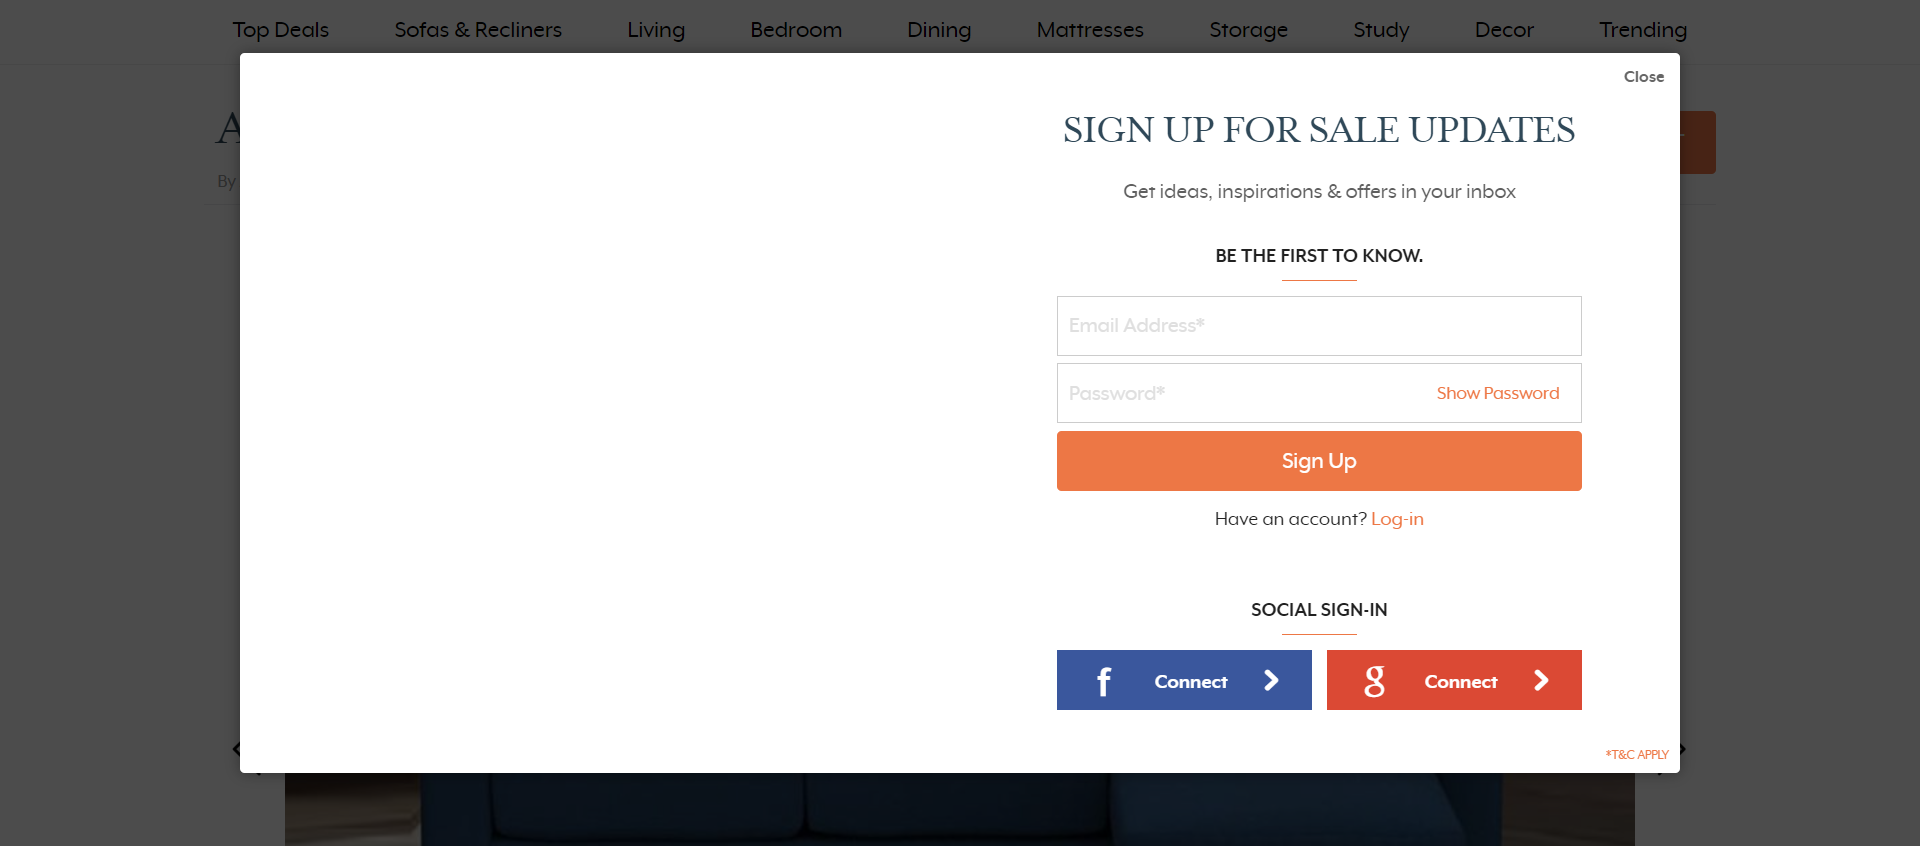 Top Deals Sofas & Recliners Living Bedroom Dining Mattresses Storage Study Decor Trending
Close
A
By
SIGN UP FOR SALE UPDATES
Get ideas, inspirations & offers in your inbox
BE THE FIRST TO KNOW.
Email Address*
Password* Show Password
Sign Up
Have an account? Log-in
SOCIAL SIGN-IN
f Connect g Connect
*T&C APPLY